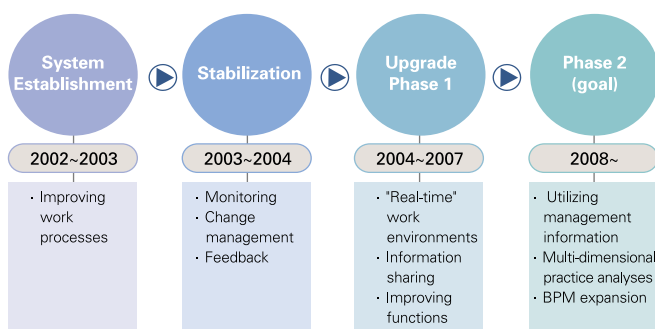 System
Establishment
Stabilization
Upgrade
Phase 1
Phase 2
(goal)
2002~2003
2003~2004
2004~2007
2008~
· Improving
work
processes
· Monitoring
· Change
management
· Feedback
· "Real-time"
work
environments
· Information
sharing
· Improving
functions
· Utilizing
management
information
· Multi-dimensional
practice analyses
· BPM expansion